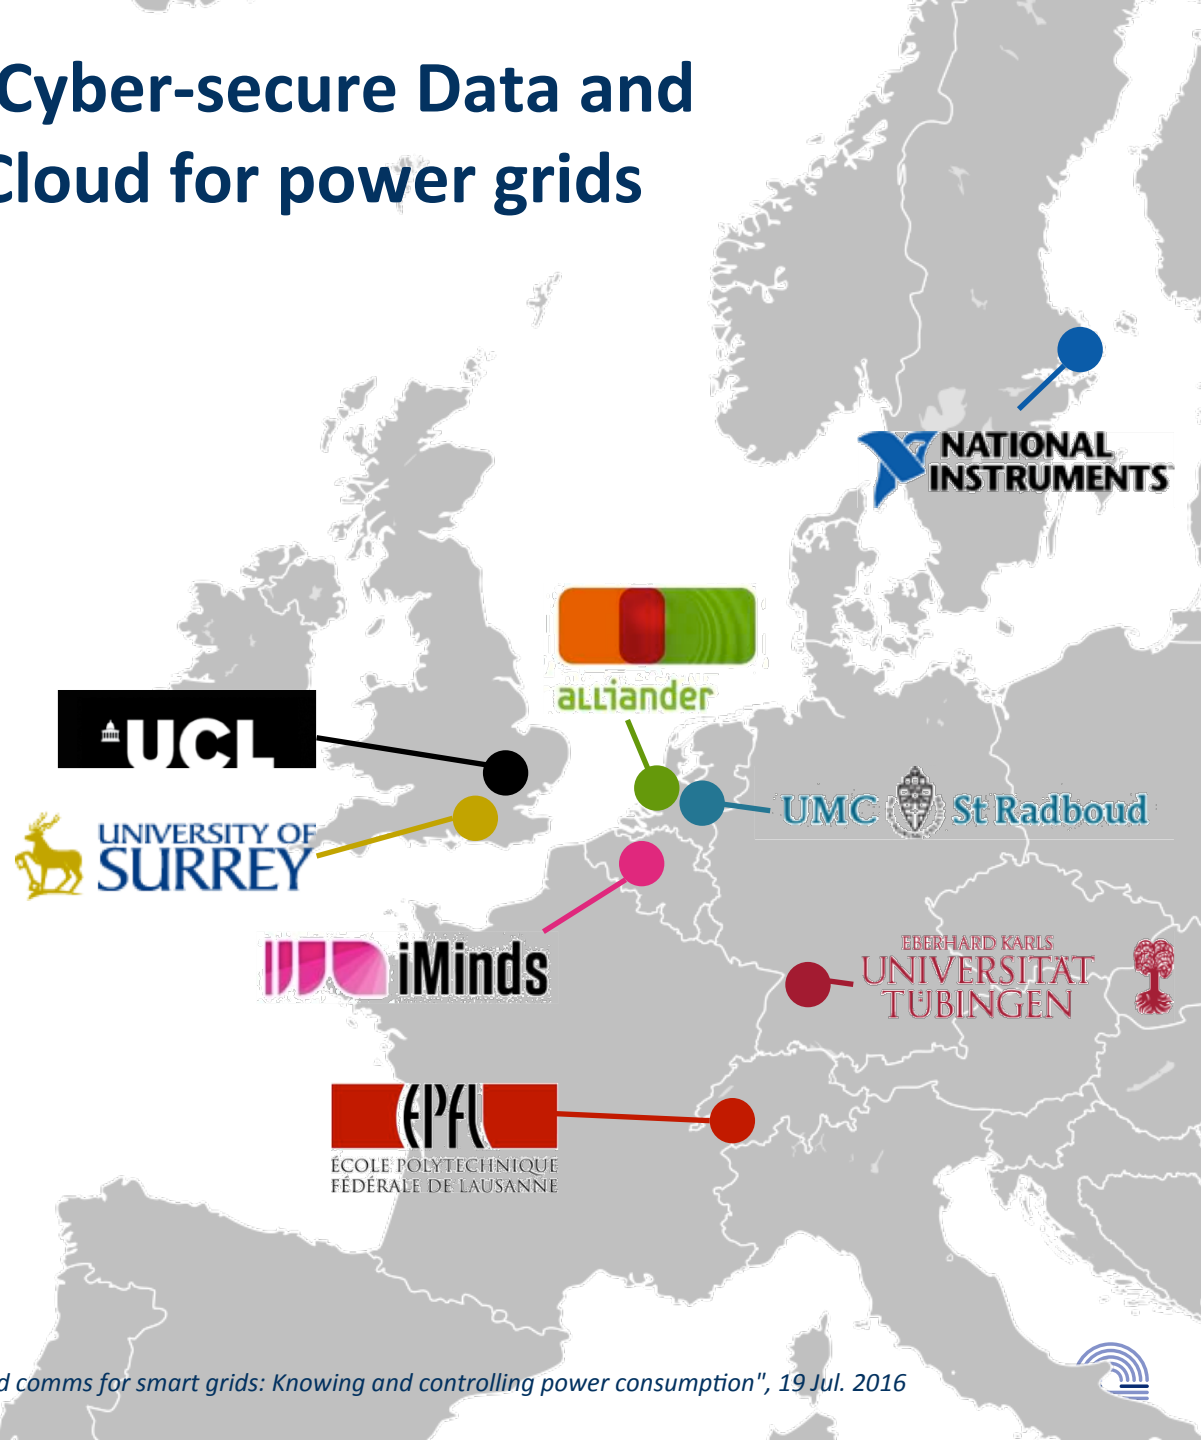 Cyber-secure Data and
Cloud for power grids
NATIONAL
INSTRUMENTS
alliander
UCL
UMC St Radboud
UNIVERSITY OF
SURREY
iMinds
EBERHARD KARLS
UNIVERSITÄT
TÜBINGEN
EPFL
ÉCOLE POLYTECHNIQUE
FÉDÉRALE DE LAUSANNE
d comms for smart grids: Knowing and controlling power consumption", 19 Jul. 2016